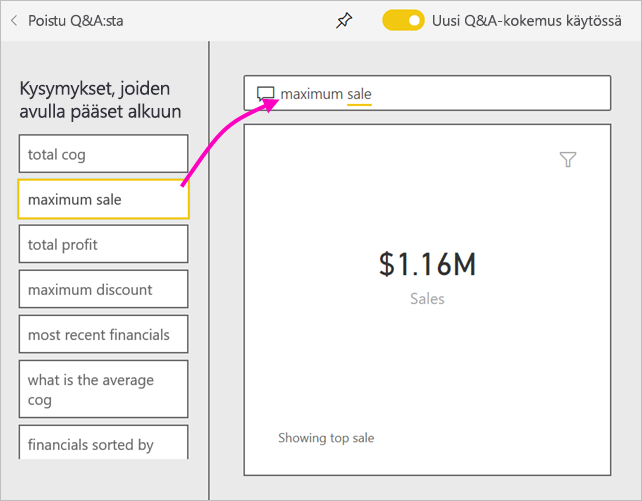 Poistu Q&A:sta
Uusi Q&A-kokemus käytössä
Kysymykset, joiden
avulla pääset alkuun
total cog
maximum sale
total profit
maximum discount
most recent financials
what is the average
cog
financials sorted by
maximum sale
$1.16M
Sales
Showing top sale